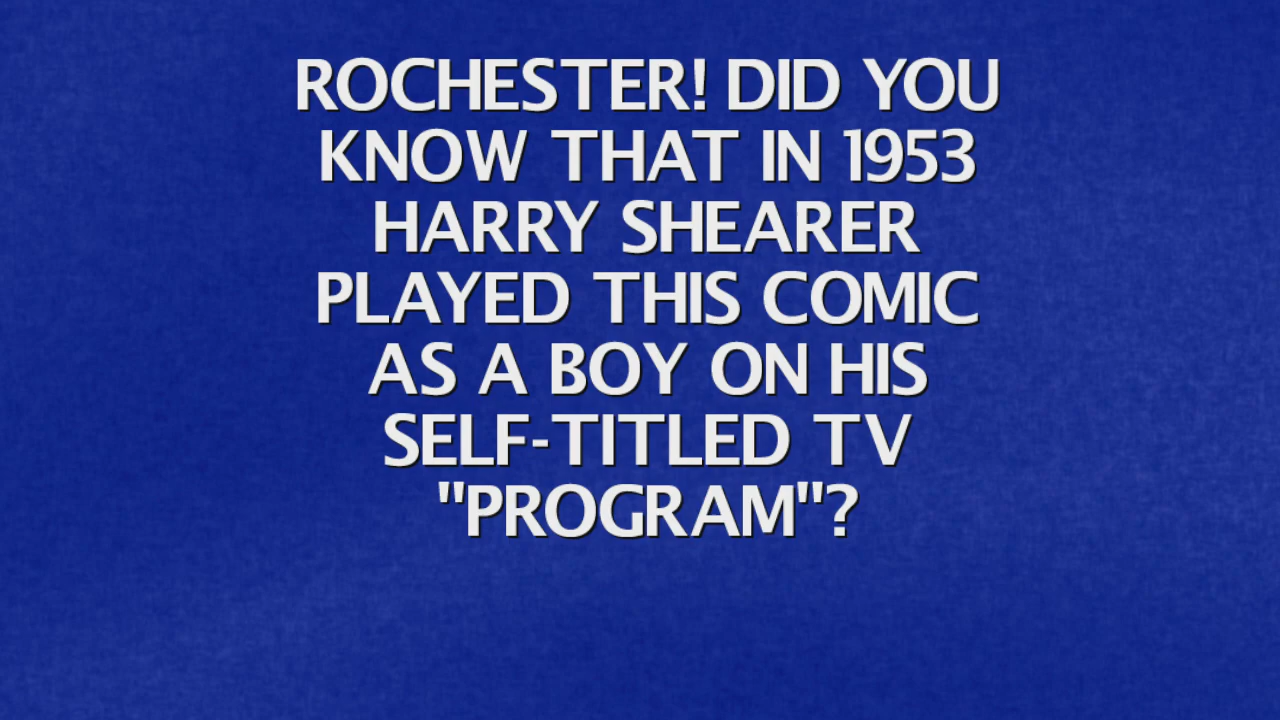 ROCHESTER! DID YOU
KNOW THAT IN 1953
HARRY SHEARER
PLAYED THIS COMIC
AS A BOY ON HIS
SELF-TITLED TV
"PROGRAM"?